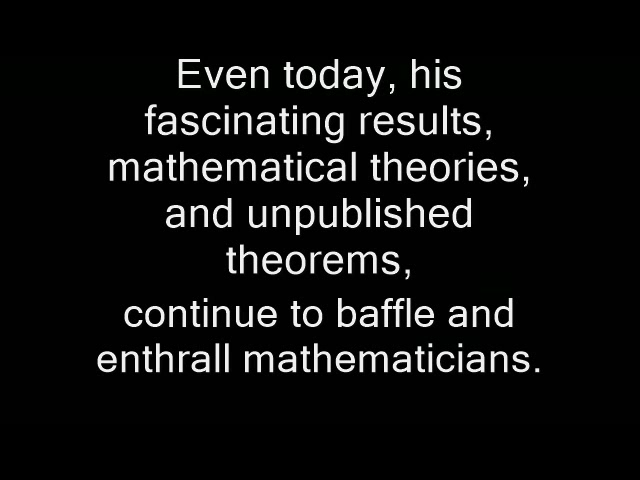 Even today, his
fascinating results,
mathematical theories,
and unpublished
theorems,
continue to baffle and
enthrall mathematicians.